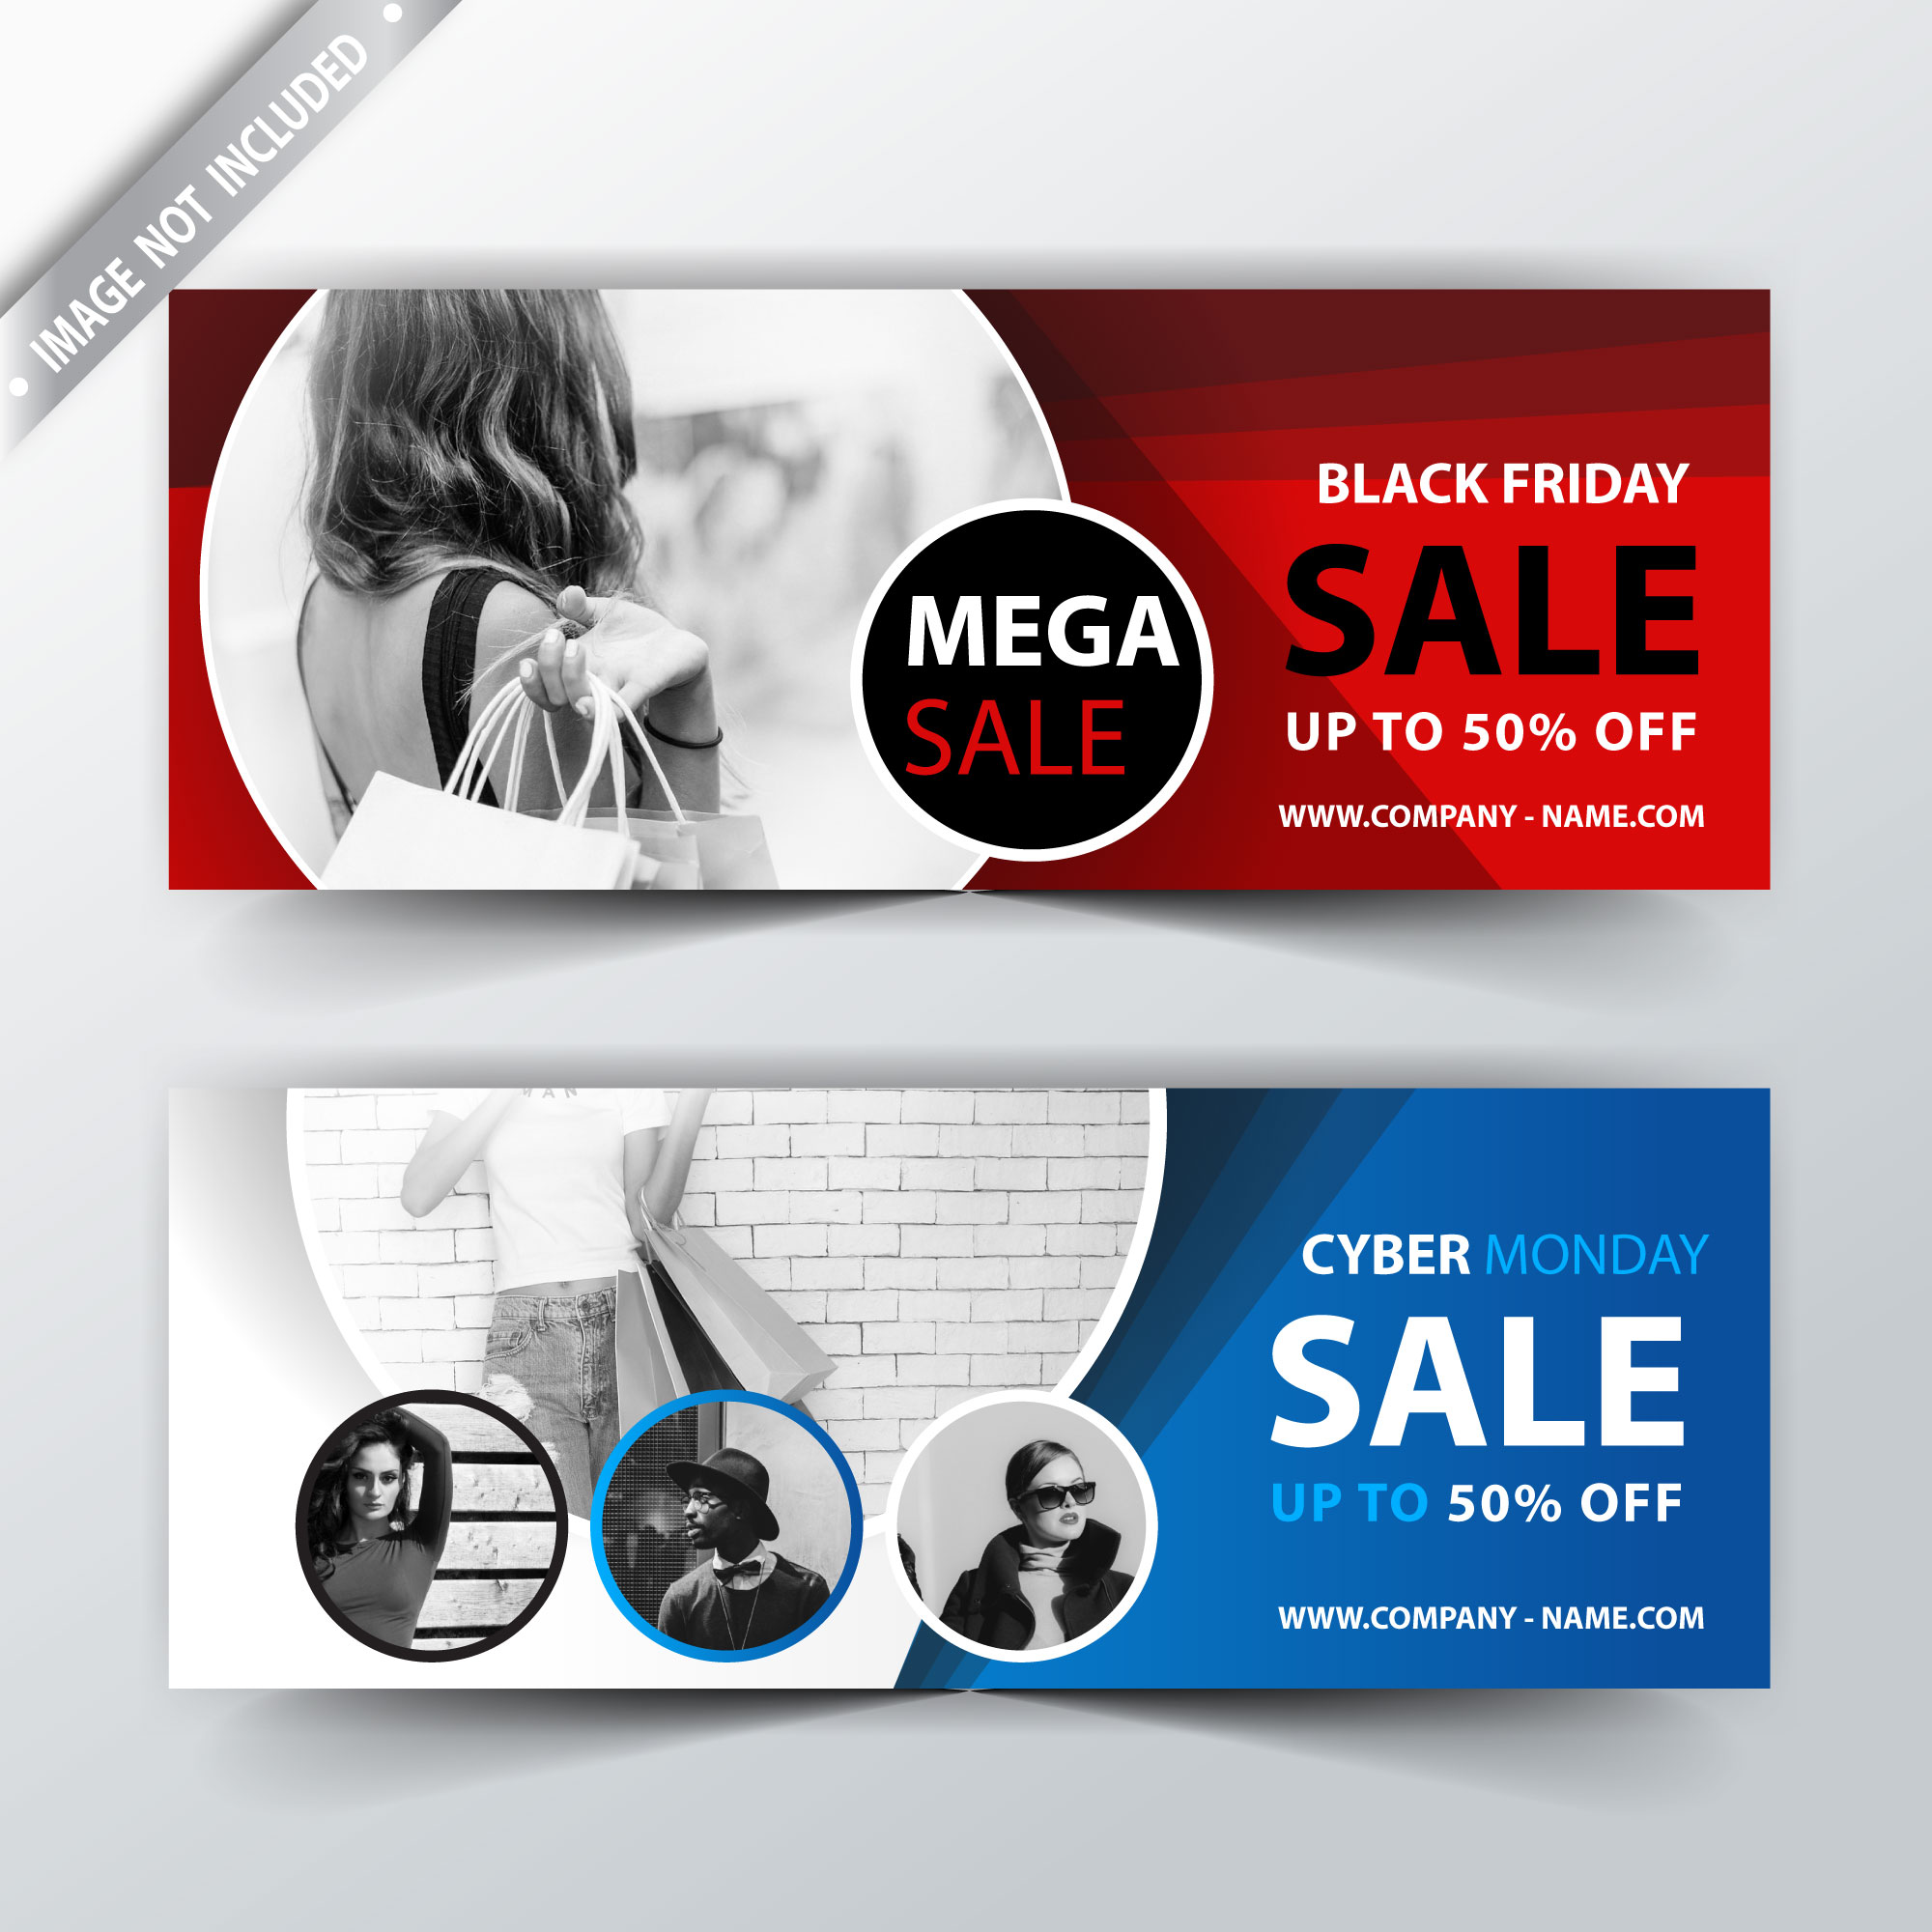 IMAGE NOT INCLUDED
BLACK FRIDAY
SALE
UP TO 50% OFF
WWW.COMPANY - NAME.COM
MEGA
SALE
CYBER MONDAY
SALE
UP TO 50% OFF
WWW.COMPANY - NAME.COM